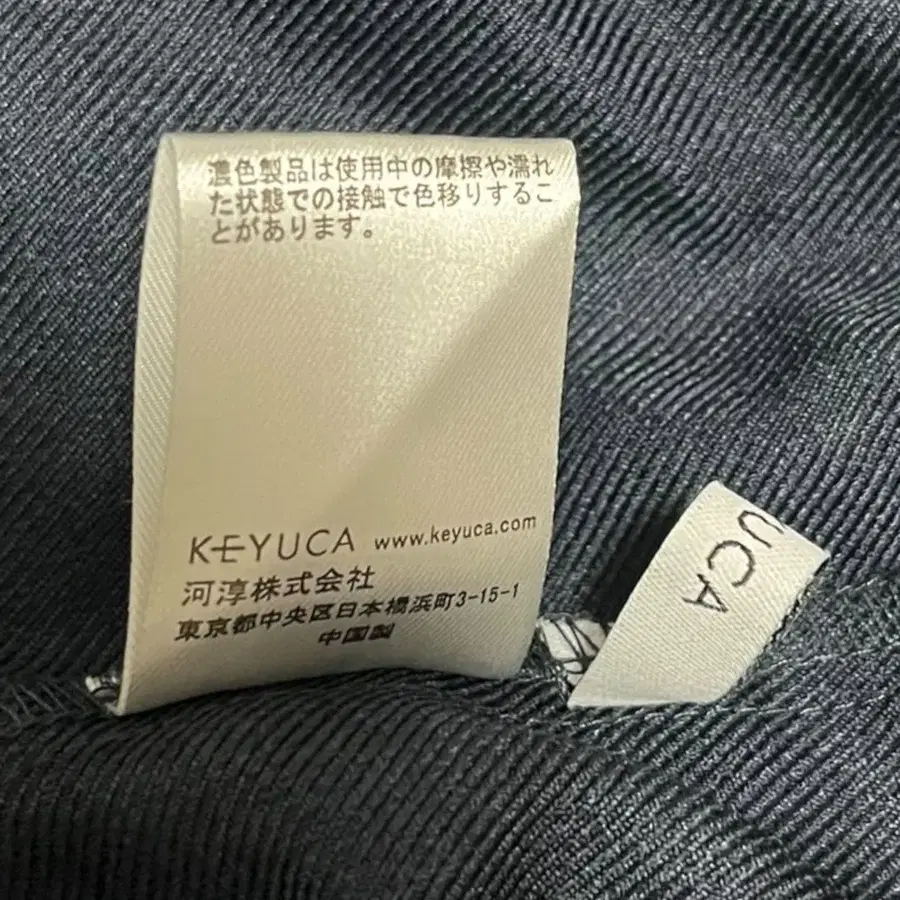 濃色製品は使用中の摩擦や濡れ
た状態での接触で色移りするこ
とがあります。
KEYUCA www.keyuca.com
河淳株式会社
東京都中央区日本橋浜町3-15-1
中国製
UCA